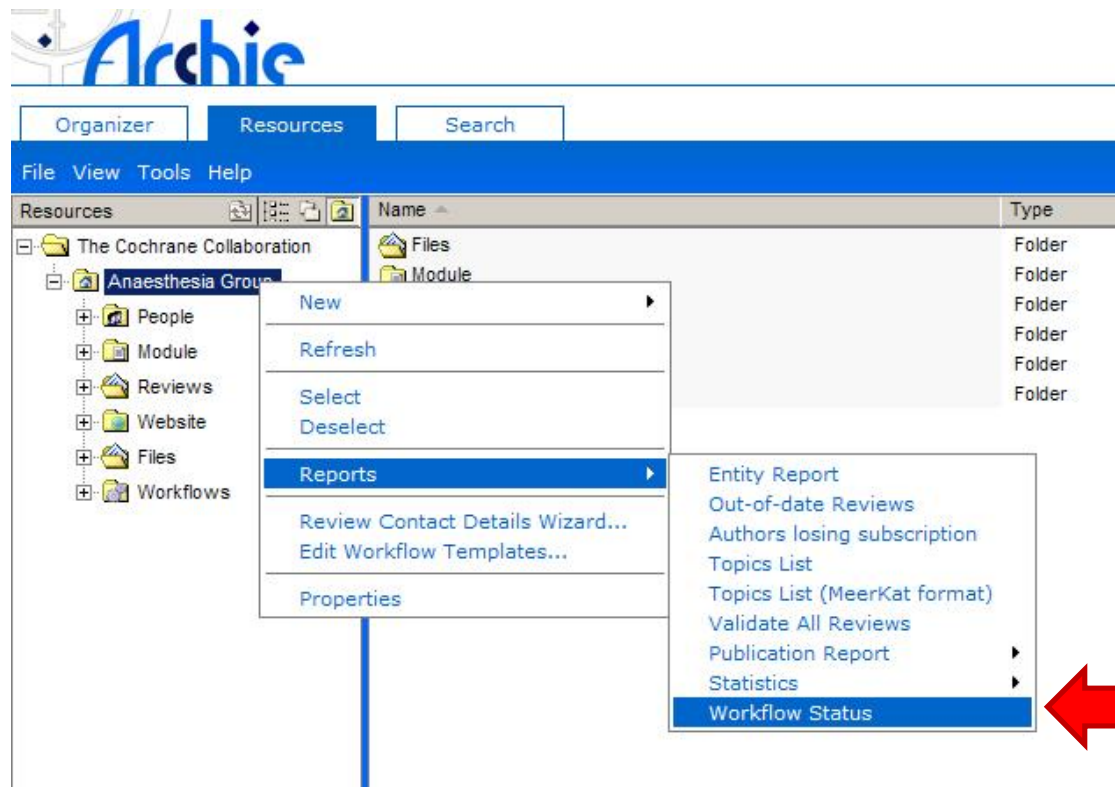 Archie
Organizer Resources Search
File View Tools Help
Resources Name Type
The Cochrane Collaboration Files Folder
Anaesthesia Group Module Folder
New
People Folder
Module Refresh Folder
Folder
Reviews Select Folder
Website Deselect
Files Reports Entity Report
Workflows Out-of-date Reviews
Review Contact Details Wizard... Authors losing subscription
Edit Workflow Templates... Topics List
Properties Topics List (MeerKat format)
Validate All Reviews
Publication Report
Statistics
Workflow Status